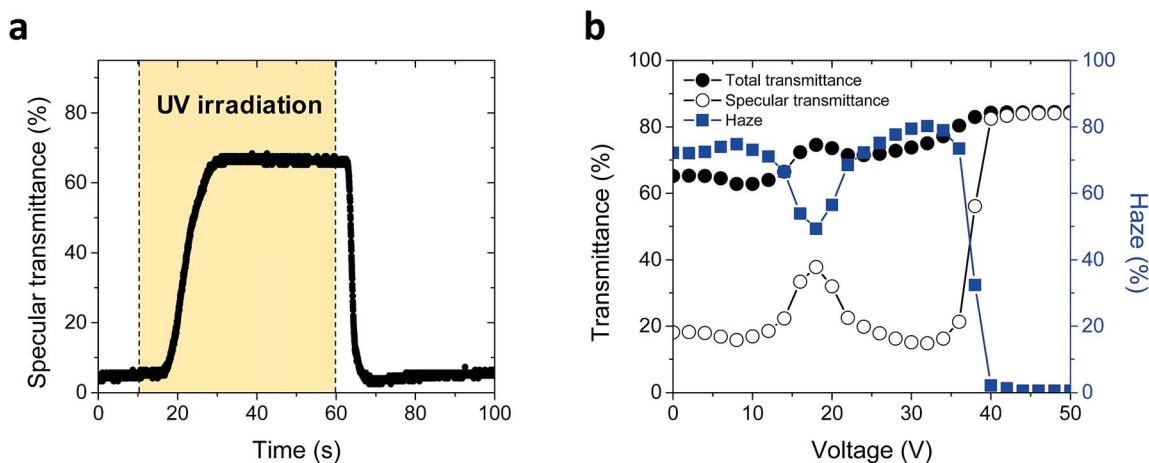 a
UV irradiation
Specular transmittance (%)
80
60
40
20
0
0 20 40 60 80 100
Time (s)
b
Total transmittance
Specular transmittance
Haze
Transmittance (%)
100
80
60
40
20
0
0 10 20 30 40 50
Voltage (V)
100
80
60
40
20
0
Haze (%)